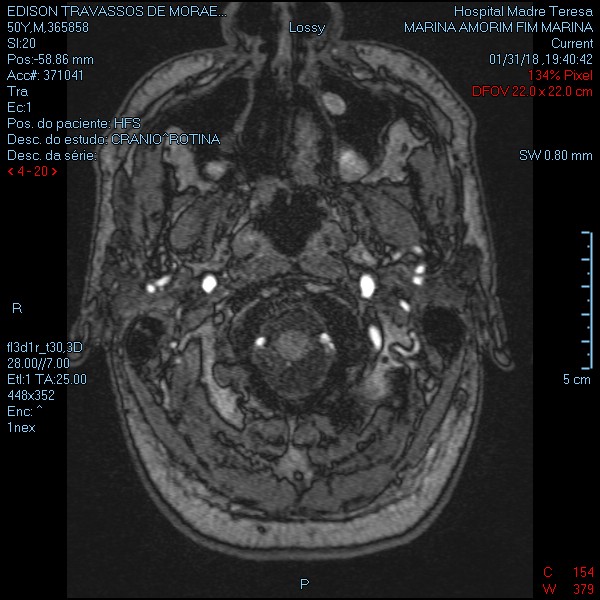 EDISON TRAVASSOS DE MORAE...
50Y,M,365858
Sl:20
Pos:-58.86 mm
Acc#: 371041
Tra
Ec:1
Pos. do paciente: HFS
Desc. do estudo: CRANIO^ROTINA
Desc. da série:
< 4 - 20 >
Lossy
Hospital Madre Teresa
MARINA AMORIM FIM MARINA
Current
01/31/18 ,19:40:42
134% Pixel
DFOV 22.0 x 22.0 cm
SW 0.80 mm
R
fl3d1r_t30,3D
28.00//7.00
Etl:1 TA:25.00
448x352
Enc: ^
1nex
5 cm
P
C 154
W 379